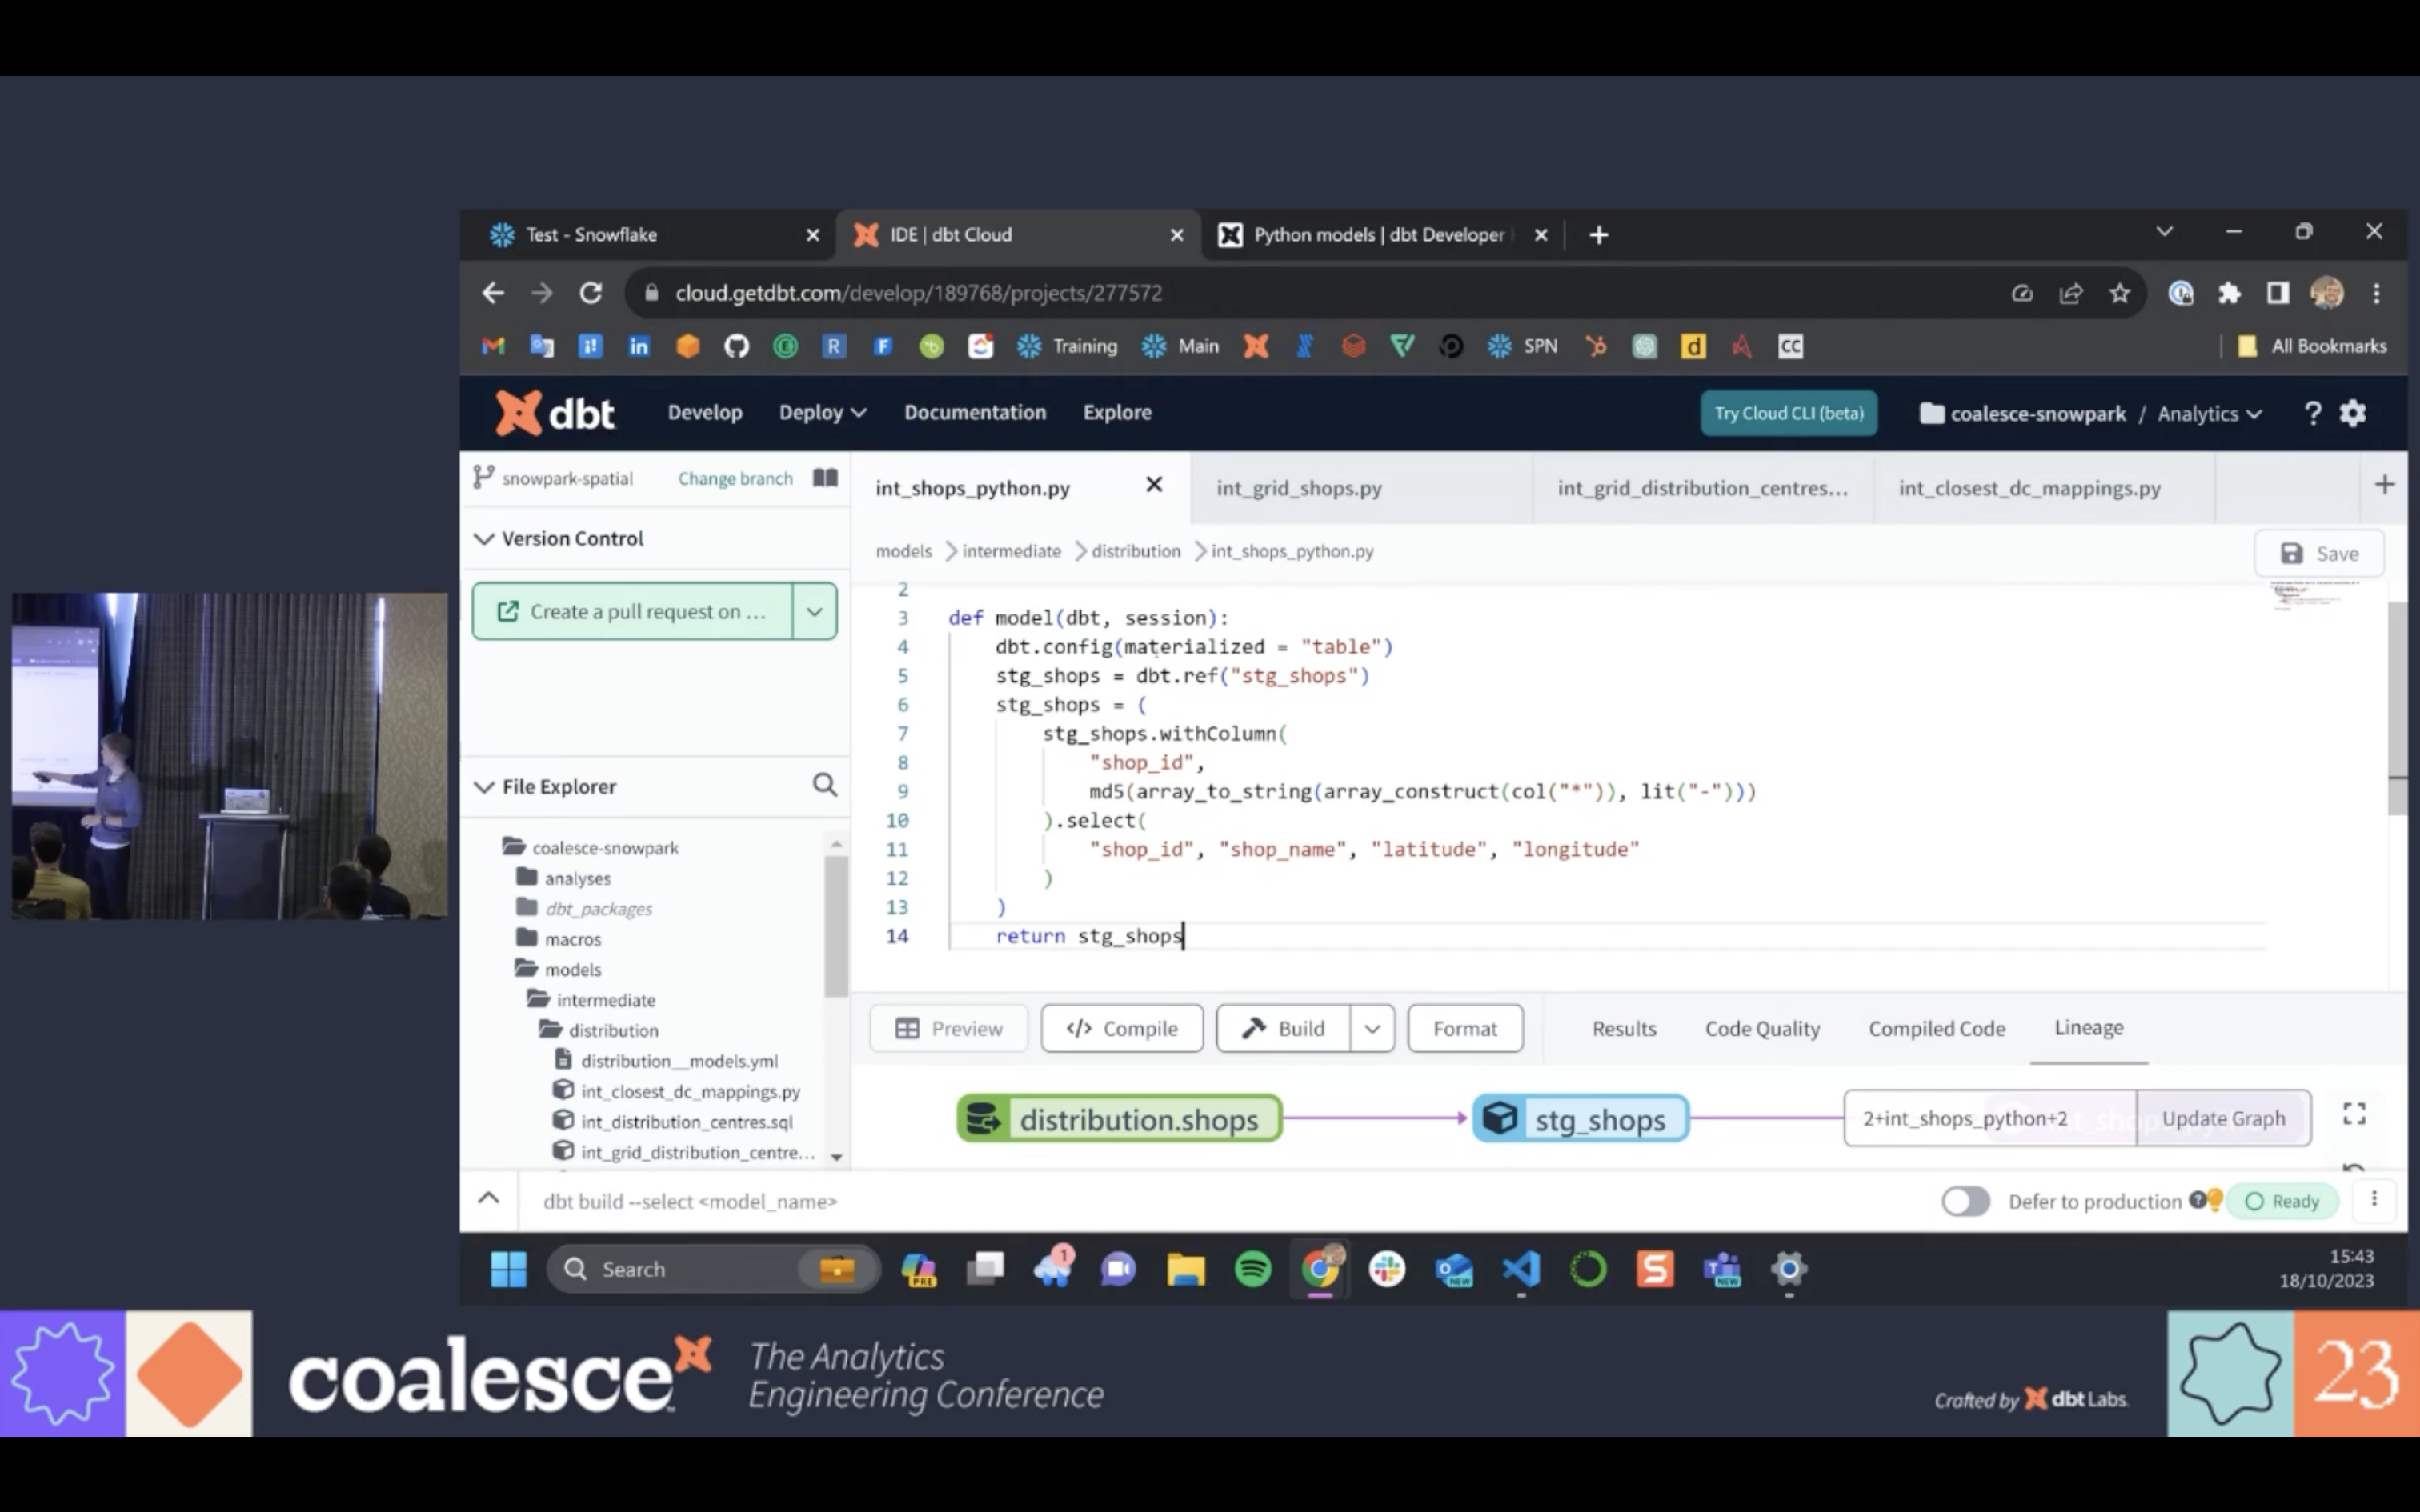 Test - Snowflake
IDE | dbt Cloud
Python models | dbt Developer
cloud.getdbt.com/develop/189768/projects/277572
Training
Main
SPN
All Bookmarks
dbt
Develop
Deploy
Documentation
Explore
Try Cloud CLI (beta)
coalesce-snowpark / Analytics
snowpark-spatial
Change branch
Version Control
Create a pull request on ...
File Explorer
coalesce-snowpark
analyses
dbt_packages
macros
models
intermediate
distribution
distribution__models.yml
int_closest_dc_mappings.py
int_distribution_centres.sql
int_grid_distribution_centre...
int_shops_python.py
int_grid_shops.py
int_grid_distribution_centres...
int_closest_dc_mappings.py
models > intermediate > distribution > int_shops_python.py
Save
2
3 def model(dbt, session):
4 dbt.config(materialized = "table")
5 stg_shops = dbt.ref("stg_shops")
6 stg_shops = (
7 stg_shops.withColumn(
8 "shop_id",
9 md5(array_to_string(array_construct(col("*")), lit("-")))
10 ).select(
11 "shop_id", "shop_name", "latitude", "longitude"
12 )
13 )
14 return stg_shops
Preview
</> Compile
Build
Format
Results
Code Quality
Compiled Code
Lineage
distribution.shops
stg_shops
2+int_shops_python+2
Update Graph
dbt build --select <model_name>
Defer to production
Ready
Search
15:43
18/10/2023
coalesce
The Analytics
Engineering Conference
Crafted by dbt Labs
23